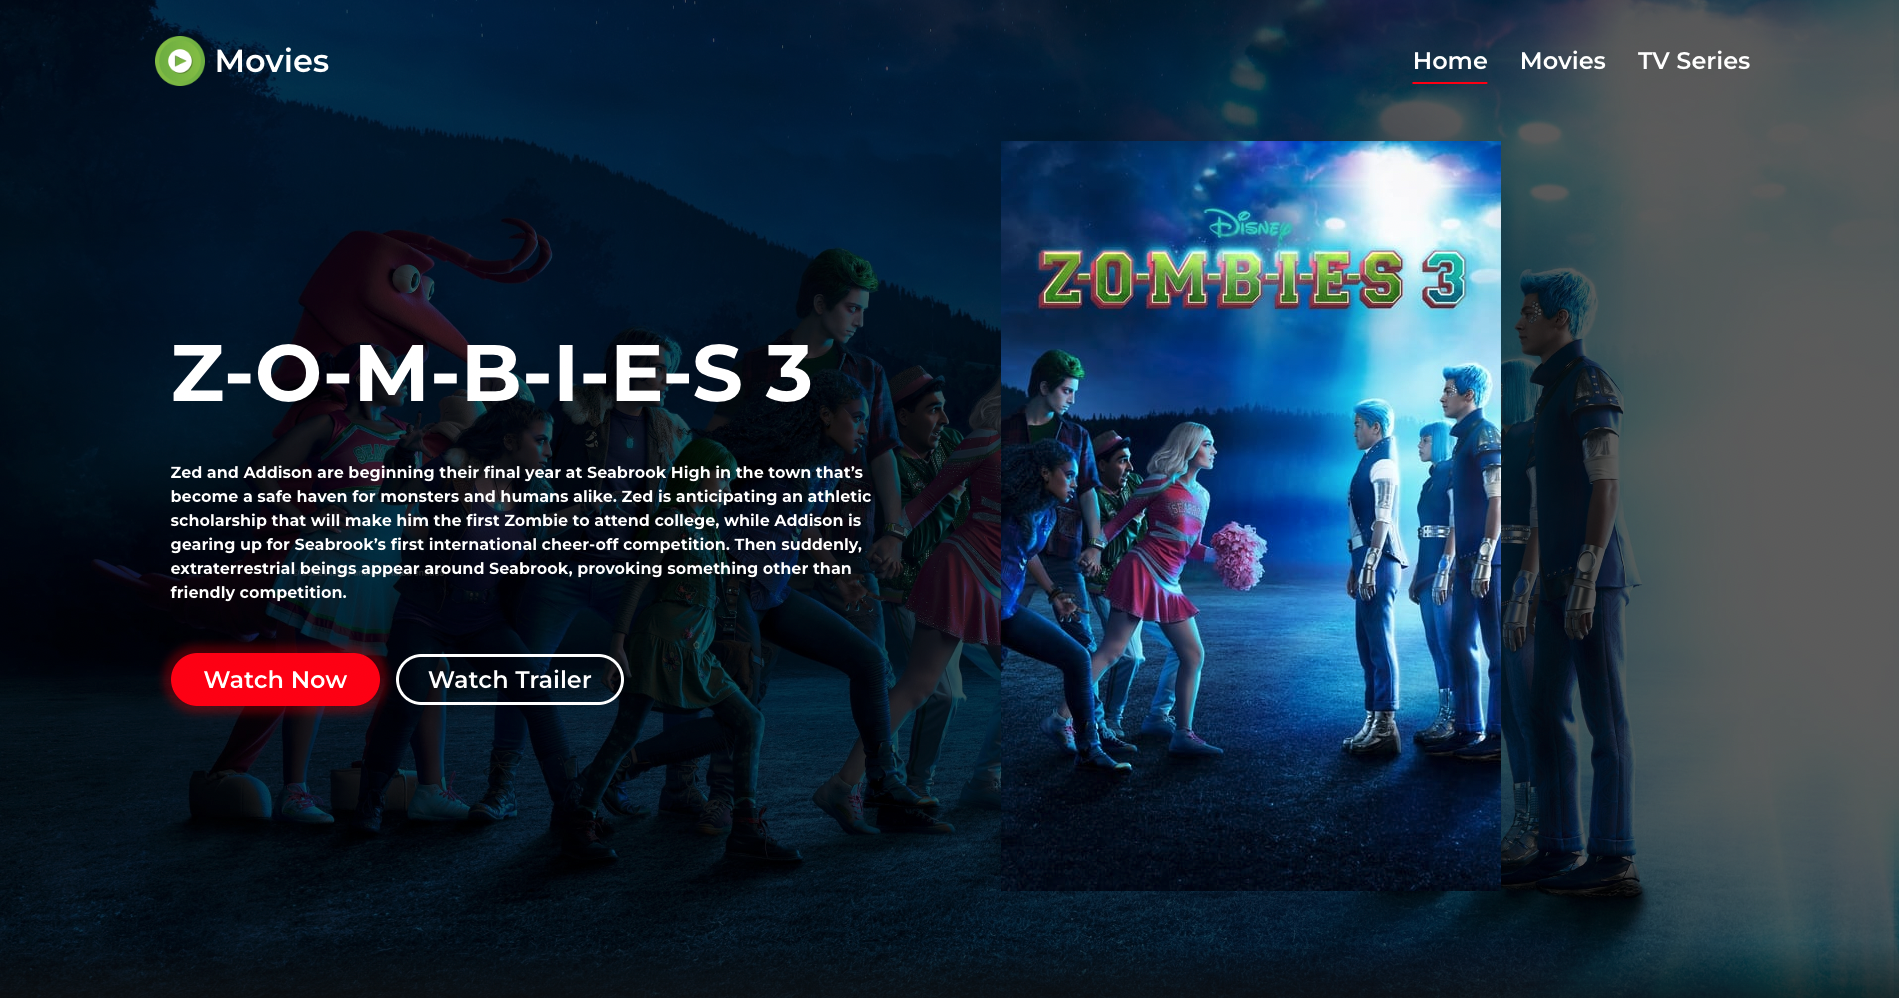 Movies
Home Movies TV Series
DISNEY
Z-O-M-B-I-E-S 3
Z-O-M-B-I-E-S 3
Zed and Addison are beginning their final year at Seabrook High in the town that’s
become a safe haven for monsters and humans alike. Zed is anticipating an athletic
scholarship that will make him the first Zombie to attend college, while Addison is
gearing up for Seabrook’s first international cheer-off competition. Then suddenly,
extraterrestrial beings appear around Seabrook, provoking something other than
friendly competition.
Watch Now Watch Trailer